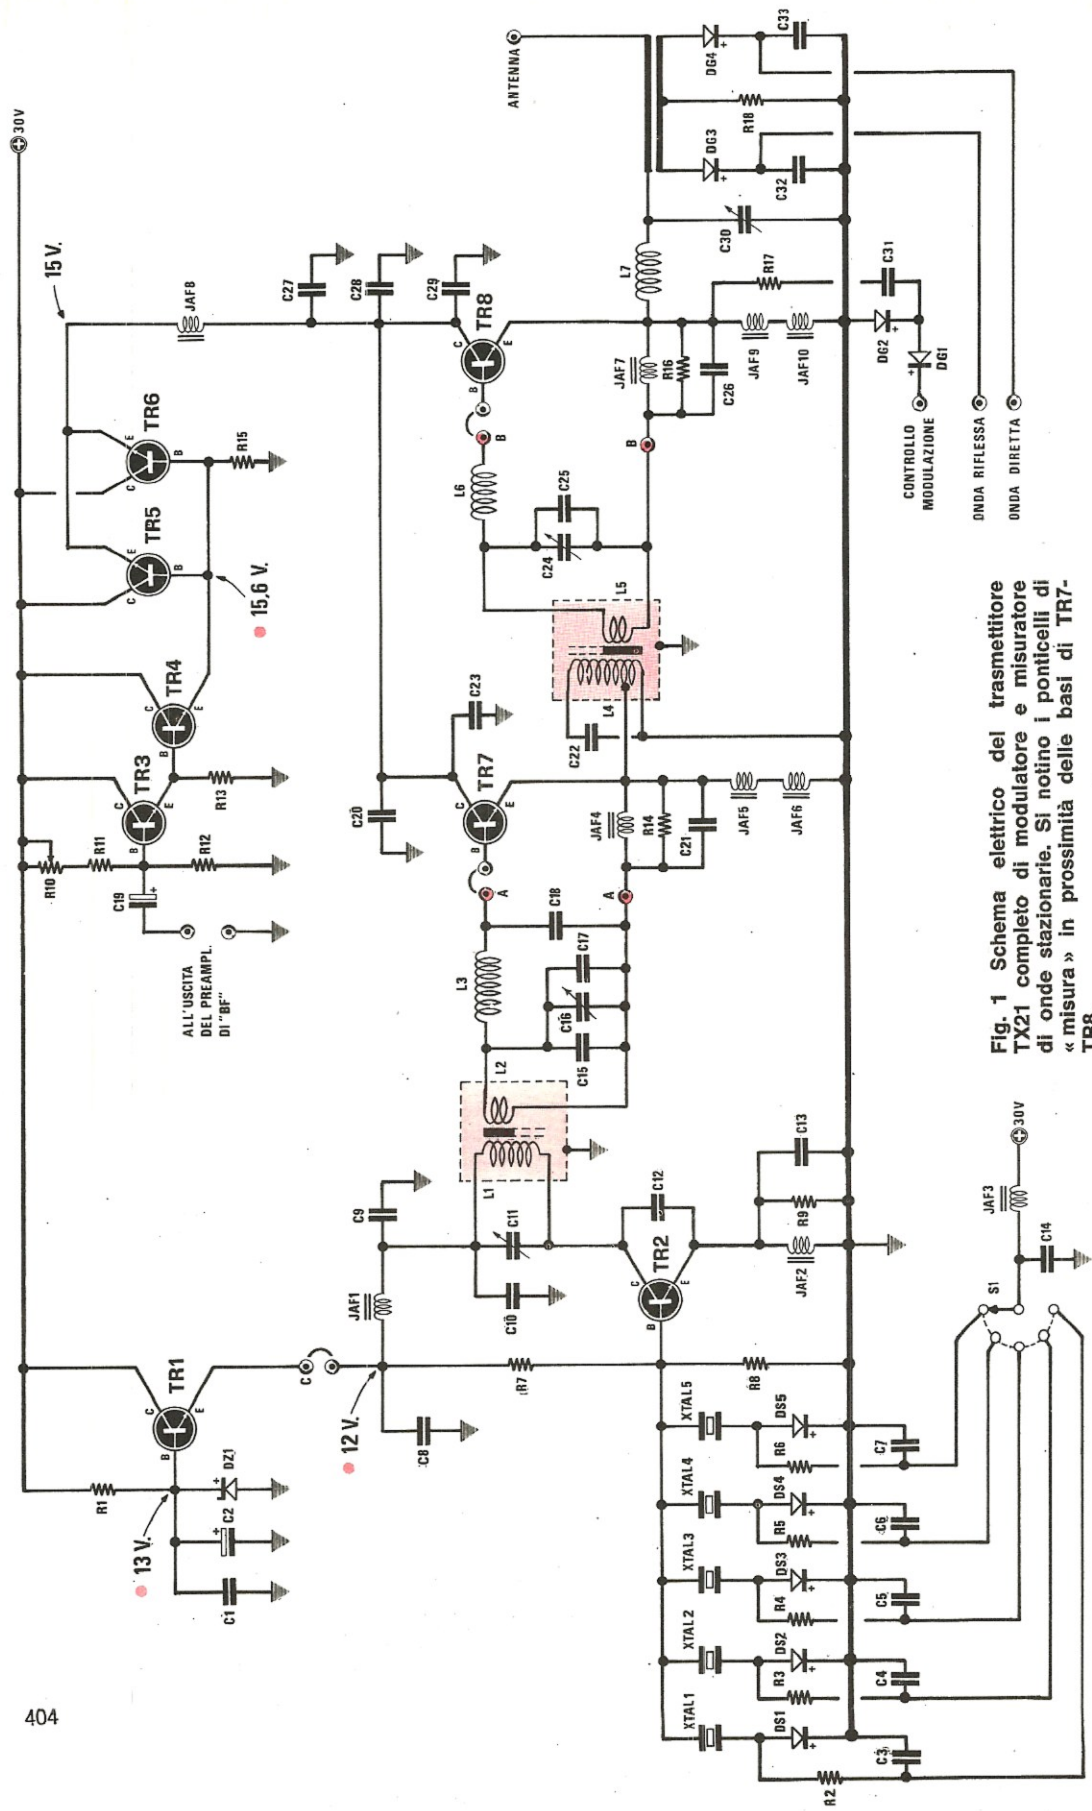 404
30V
15 V.
JAF8
C27
C28
C29
TR8
C
E
B
TR6
C
E
B
R15
TR5
C
E
B
15,6 V.
TR4
C
E
B
TR3
C
E
B
R13
R10
R11
R12
C19
+
ALL'USCITA
DEL PREAMPL.
DI "BF"
TR1
C
E
B
R1
DZ1
+
C2
+
C1
13 V.
C
12 V.
C8
JAF1
C9
C10
C11
L1
L2
L3
C15
C16
C17
C18
A
A
TR7
C
E
B
C20
C23
JAF4
R14
C21
JAF5
JAF6
C22
L4
L5
C24
C25
L6
B
B
JAF7
R16
C26
JAF9
JAF10
R17
C31
DG2
+
DG1
+
L7
C30
ANTENNA
DG3
+
C32
R18
DG4
+
C33
CONTROLLO
MODULAZIONE
ONDA RIFLESSA
ONDA DIRETTA
R7
R8
TR2
C
E
B
C12
JAF2
R9
C13
XTAL1
XTAL2
XTAL3
XTAL4
XTAL5
DS1
+
DS2
+
DS3
+
DS4
+
DS5
+
R2
R3
R4
R5
R6
C3
C4
C5
C6
C7
S1
C14
JAF3
30V
Fig. 1 Schema elettrico del trasmettitore
TX21 completo di modulatore e misuratore
di onde stazionarie. Si notino i ponticelli di
« misura » in prossimità delle basi di TR7-
TR8.